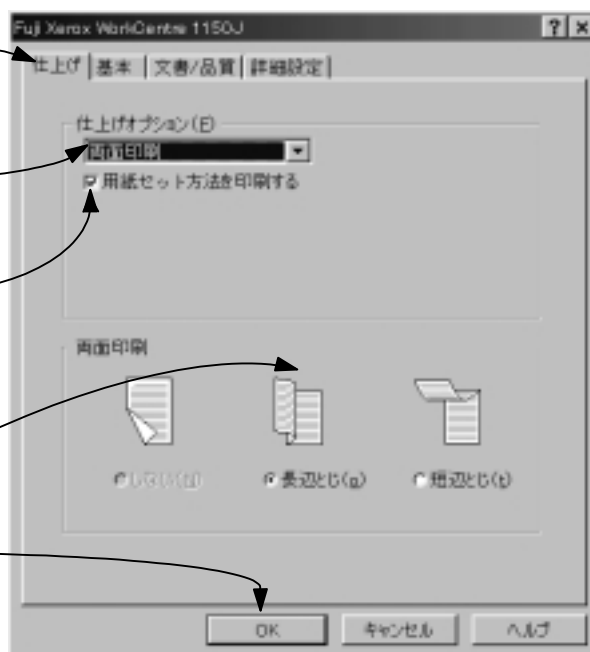 Fuji Xerox WorkCentre 1150J
仕上げ 基本 文書/品質 詳細設定
仕上げオプション(F)
両面印刷
用紙セット方法を印刷する
両面印刷
しない(N) 長辺とじ(g) 短辺とじ(t)
OK キャンセル ヘルプ